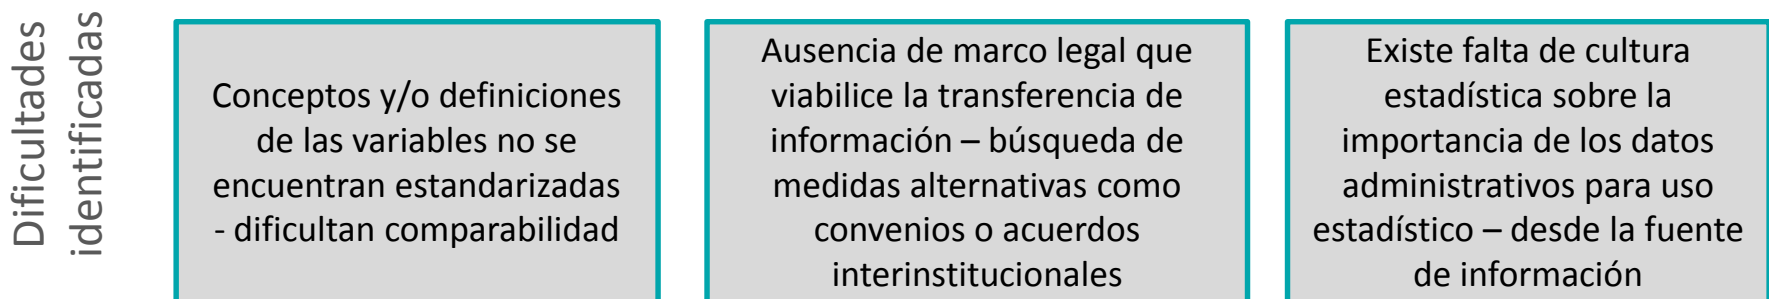 Dificultades
identificadas
Conceptos y/o definiciones
de las variables no se
encuentran estandarizadas
- dificultan comparabilidad
Ausencia de marco legal que
viabilice la transferencia de
información – búsqueda de
medidas alternativas como
convenios o acuerdos
interinstitucionales
Existe falta de cultura
estadística sobre la
importancia de los datos
administrativos para uso
estadístico – desde la fuente
de información